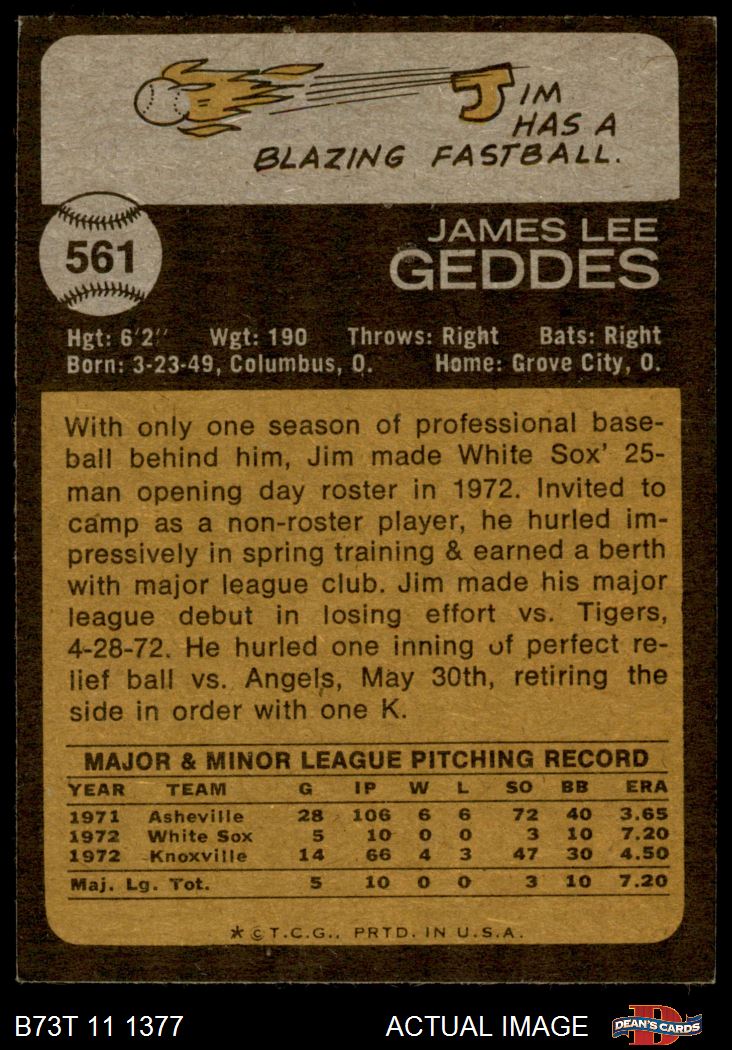 JIM
HAS A
BLAZING FASTBALL.
561
JAMES LEE
GEDDES
Hgt: 6'2" Wgt: 190 Throws: Right Bats: Right
Born: 3-23-49, Columbus, O. Home: Grove City, O.
With only one season of professional base-
ball behind him, Jim made White Sox' 25-
man opening day roster in 1972. Invited to
camp as a non-roster player, he hurled im-
pressively in spring training & earned a berth
with major league club. Jim made his major
league debut in losing effort vs. Tigers,
4-28-72. He hurled one inning of perfect re-
lief ball vs. Angels, May 30th, retiring the
side in order with one K.
MAJOR & MINOR LEAGUE PITCHING RECORD
YEAR TEAM G IP W L SO BB ERA
1971 Asheville 28 106 6 6 72 40 3.65
1972 White Sox 5 10 0 0 3 10 7.20
1972 Knoxville 14 66 4 3 47 30 4.50
Maj. Lg. Tot. 5 10 0 0 3 10 7.20
* © T.C.G., PRTD. IN U.S.A.
B73T 11 1377 ACTUAL IMAGE D DEAN'S CARDS